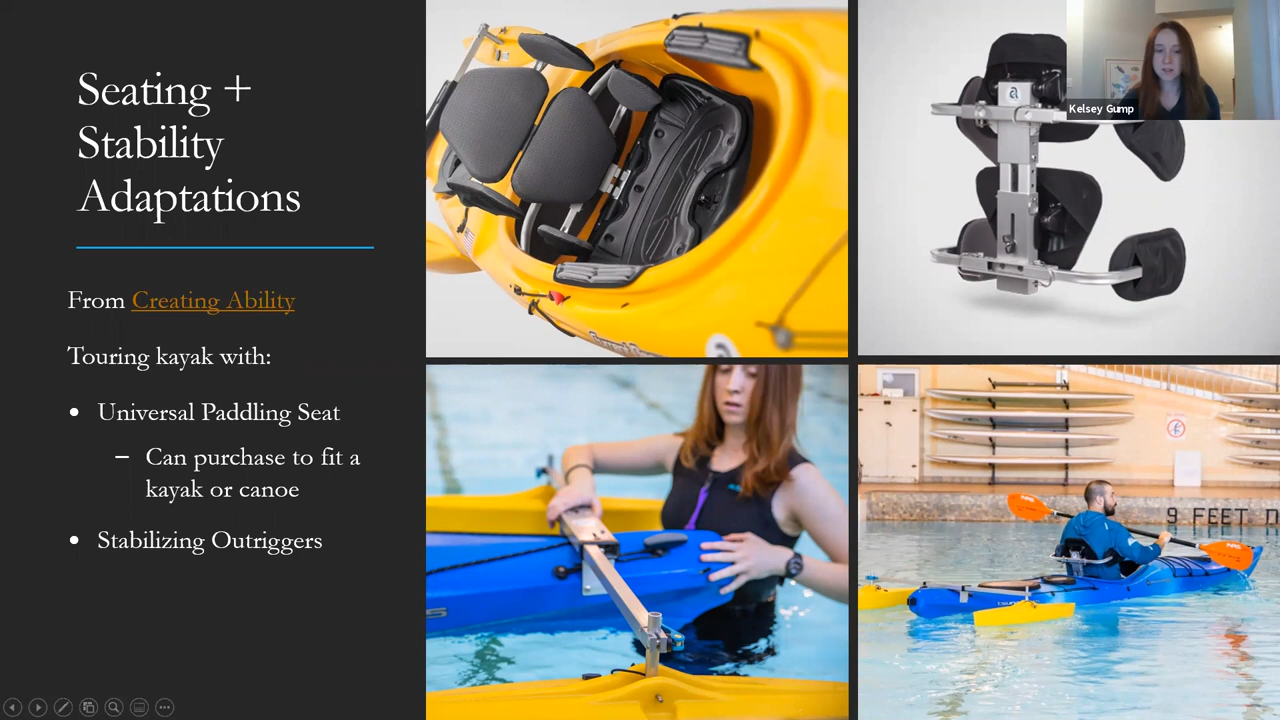 Seating +
Stability
Adaptations
From Creating Ability
Touring kayak with:
• Universal Paddling Seat
– Can purchase to fit a
kayak or canoe
• Stabilizing Outriggers
Kelsey Gump
a
9 FEET